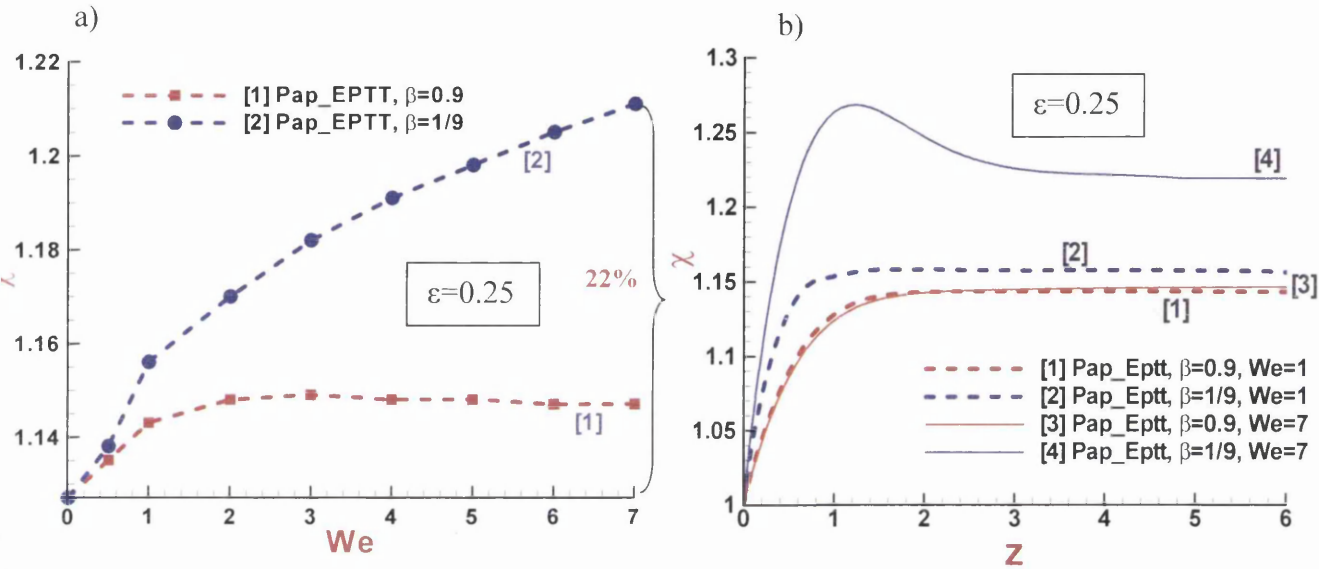 a)
1.22
1.2
1.18
1.16
1.14
0 1 2 3 4 5 6 7
We
[1] Pap_EPTT, β=0.9
[2] Pap_EPTT, β=1/9
[2]
[1]
ε=0.25
22%
b)
χ
1.3
1.25
1.2
1.15
1.1
1.05
1
0 1 2 3 4 5 6
Z
ε=0.25
[4]
[2]
[3]
[1]
[1] Pap_Eptt, β=0.9, We=1
[2] Pap_Eptt, β=1/9, We=1
[3] Pap_Eptt, β=0.9, We=7
[4] Pap_Eptt, β=1/9, We=7